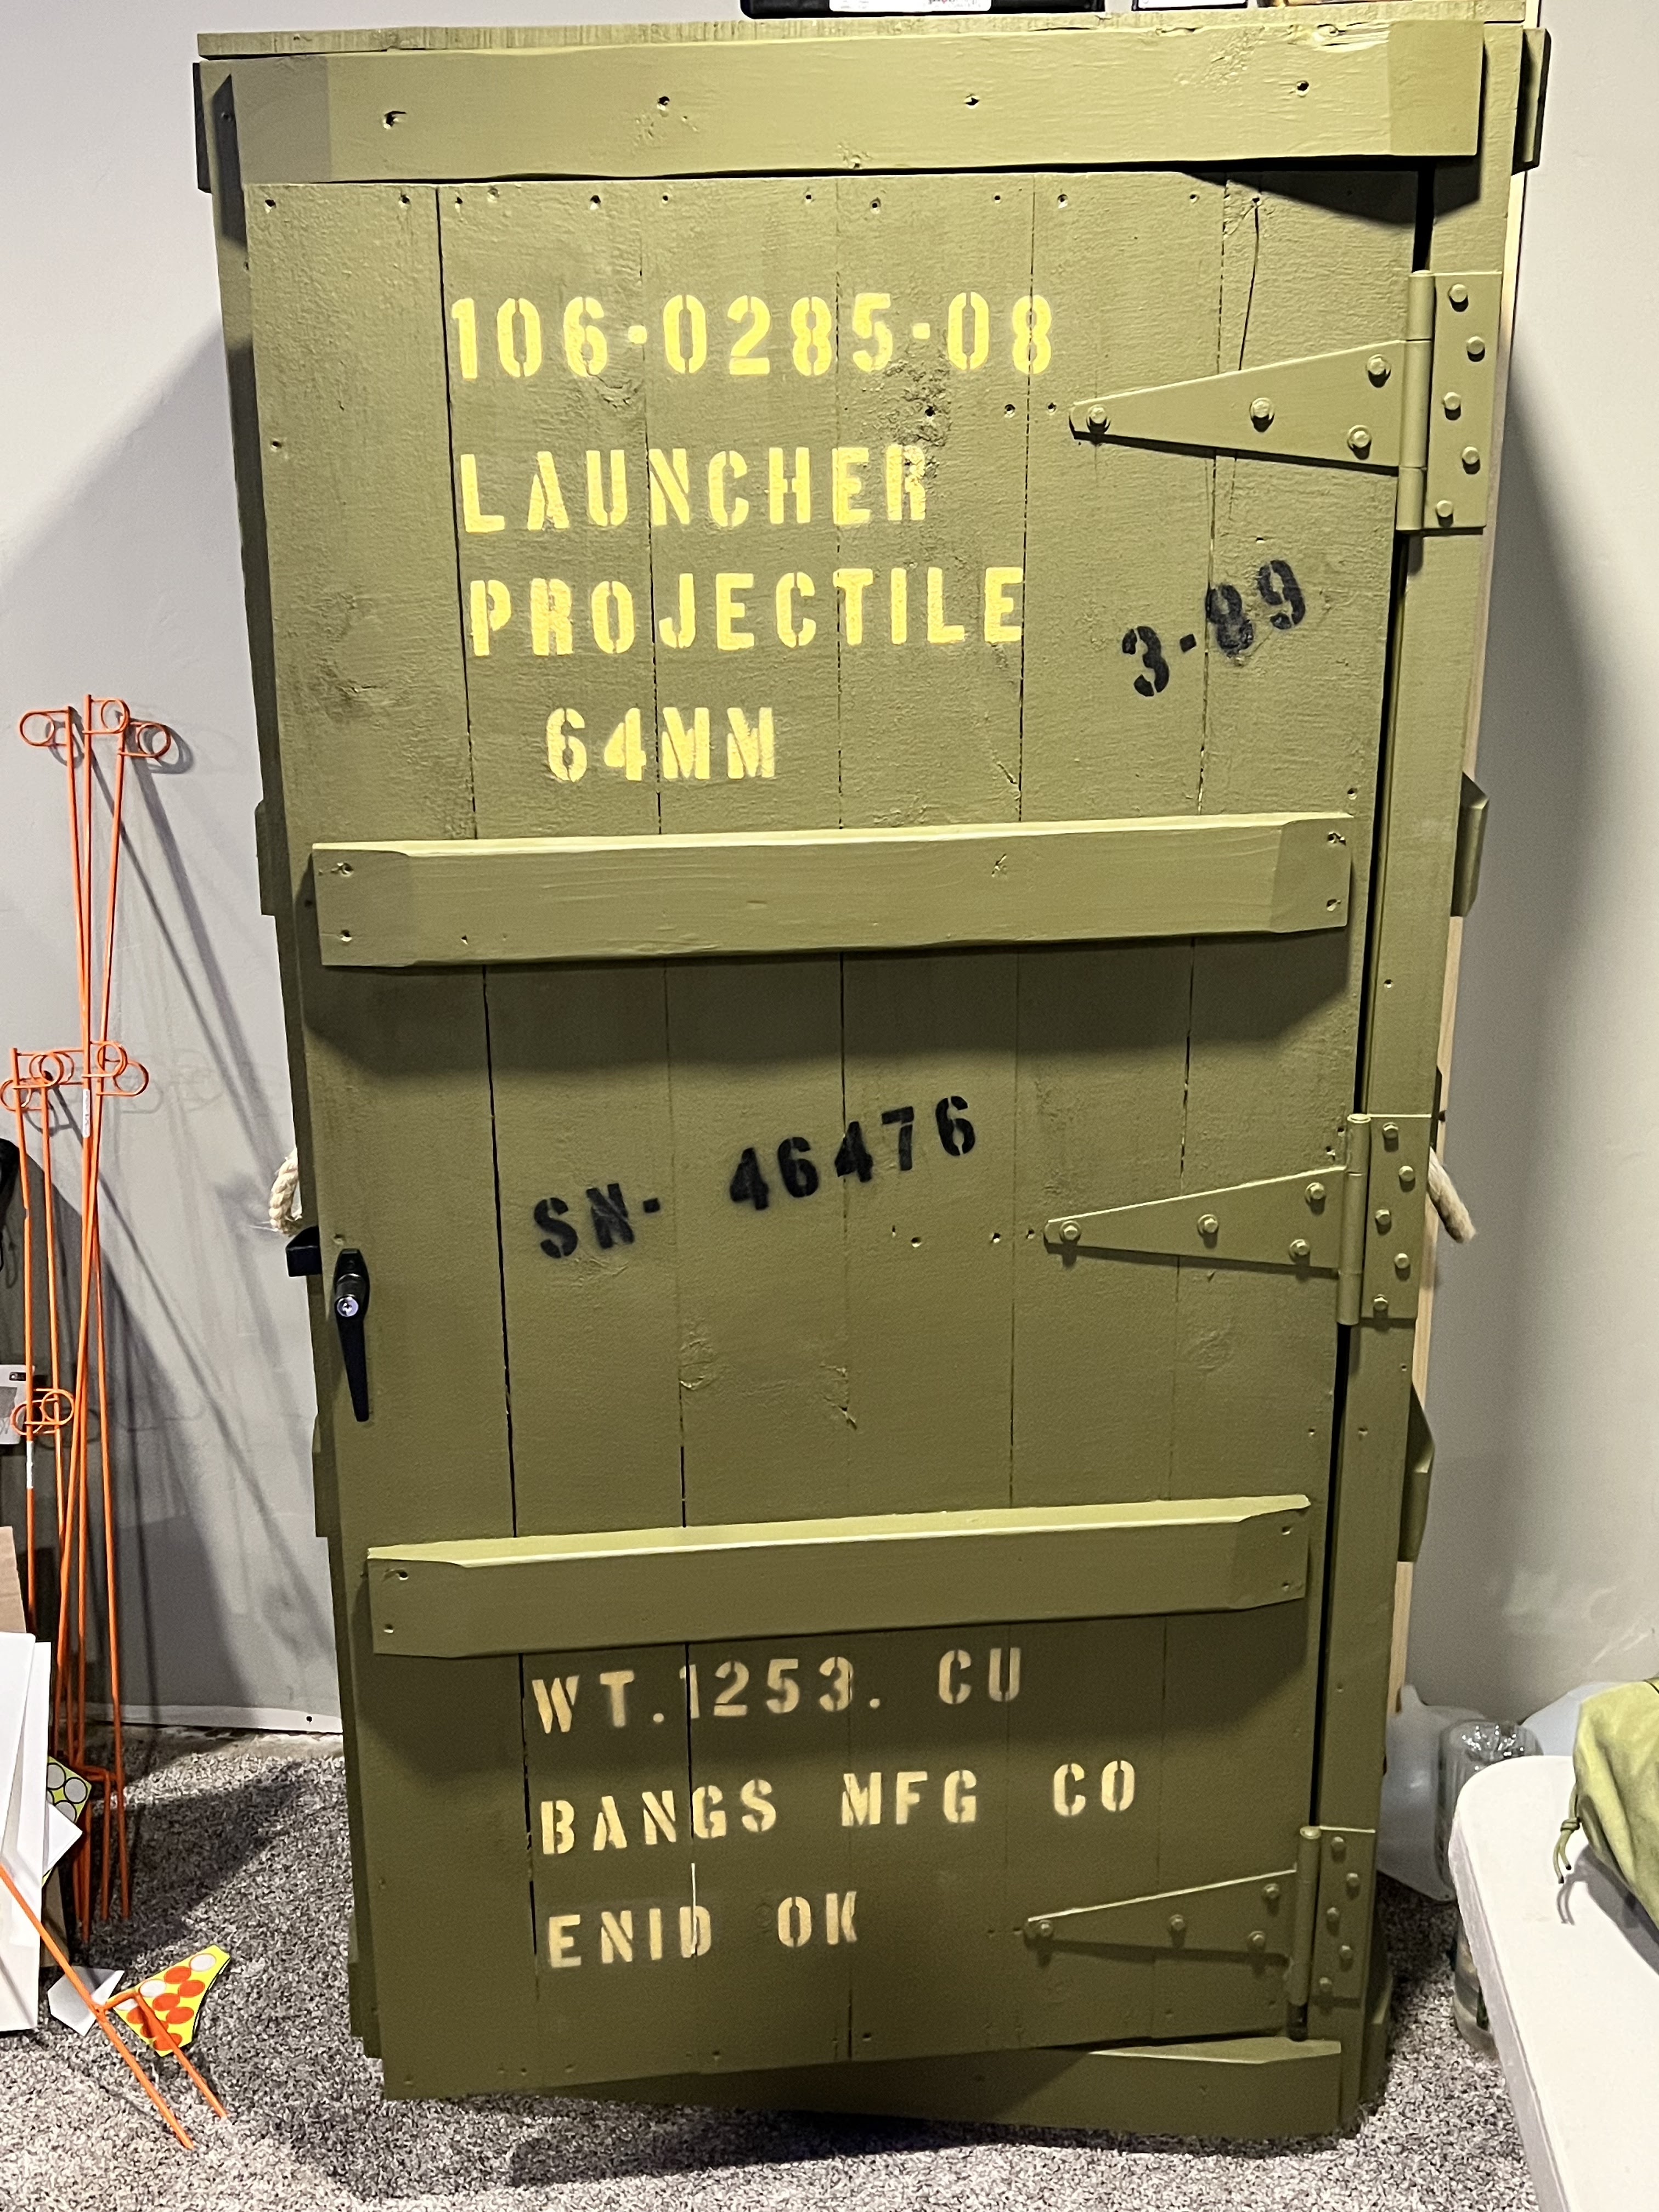 106-0285-08
LAUNCHER
PROJECTILE
64MM
3-89
SN- 46476
WT.1253. CU
BANGS MFG CO
ENID OK